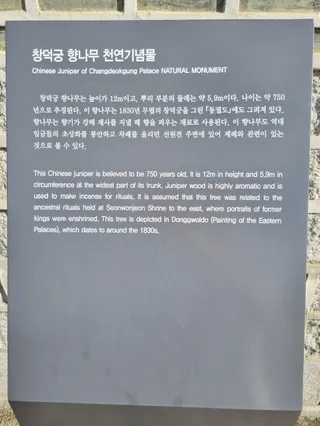 창덕궁 향나무 천연기념물
Chinese Juniper of Changdeokgung Palace NATURAL MONUMENT
창덕궁 향나무는 높이가 12m이고, 뿌리 부분의 둘레는 약 5.9m이다. 나이는 약 750
년으로 추정된다. 이 향나무는 1830년 무렵의 창덕궁을 그린 「동궐도」에도 그려져 있다.
향나무는 향기가 강해 제사를 지낼 때 향을 피우는 재료로 사용된다. 이 향나무도 역대
임금들의 초상화를 봉안하고 차례를 올리던 선원전 주변에 있어 제례와 관련이 있는
것으로 볼 수 있다.
This Chinese juniper is believed to be 750 years old, it is 12m in height and 5,9m in
circumference at the widest part of its trunk, Juniper wood is highly aromatic and is
used to make incense for rituals, It is assumed that this tree was related to the
ancestral rituals held at Seonwonjeon Shrine to the east, where portraits of former
kings were enshrined, This tree is depicted in Donggwoldo (Painting of the Eastern
Palaces), which dates to around the 1830s.